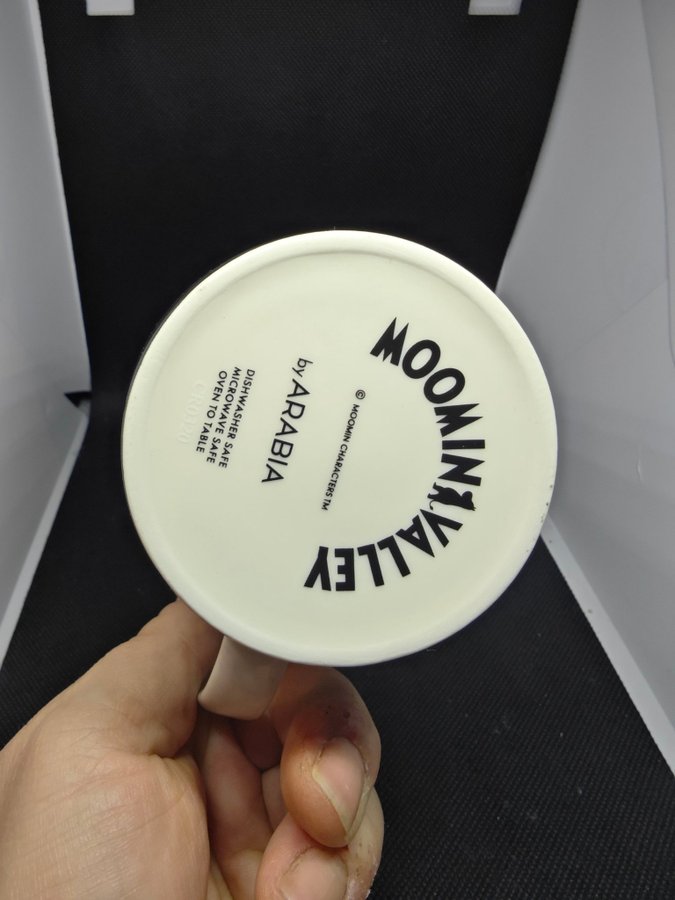 MOOMINVALLEY
© MOOMIN CHARACTERS TM
by ARABIA
DISHWASHER SAFE
MICROWAVE SAFE
OVEN TO TABLE